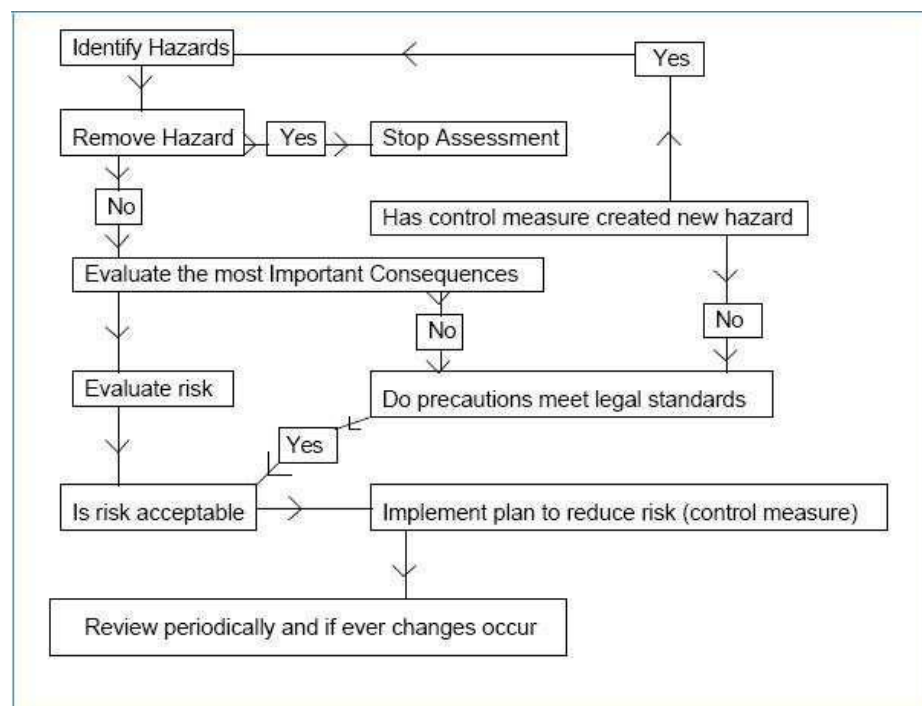 Identify Hazards
Yes
Remove Hazard
Yes
Stop Assessment
No
Has control measure created new hazard
Evaluate the most Important Consequences
No
No
Evaluate risk
Do precautions meet legal standards
Yes
Is risk acceptable
Implement plan to reduce risk (control measure)
Review periodically and if ever changes occur